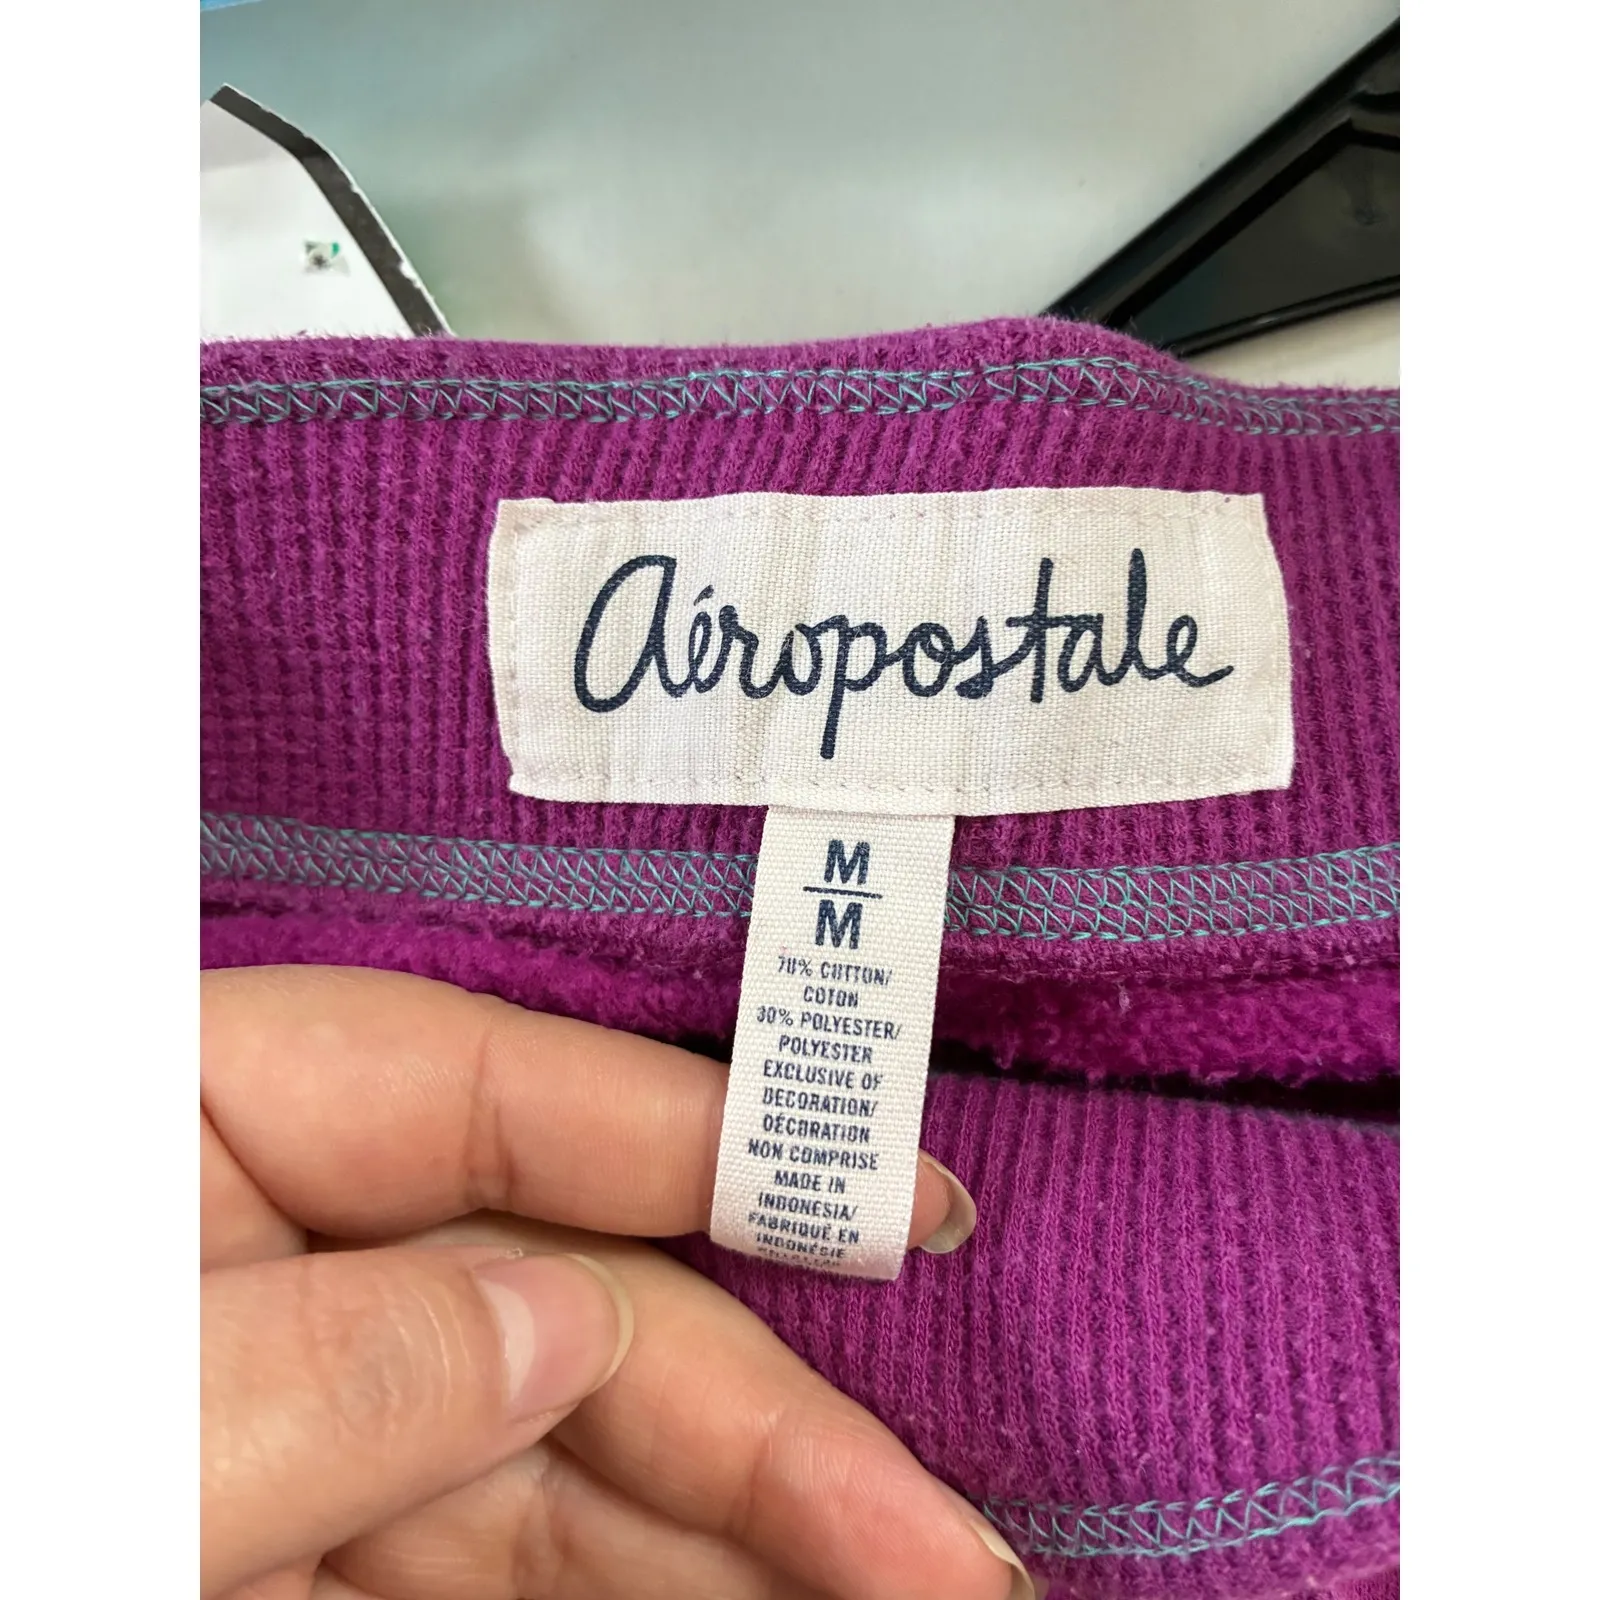 Aéropostale
M
M
70% COTTON/
COTON
30% POLYESTER/
POLYESTER
EXCLUSIVE OF
DECORATION/
DÉCORATION
NON COMPRISE
MADE IN
INDONESIA/
FABRIQUÉ EN
INDONÉSIE